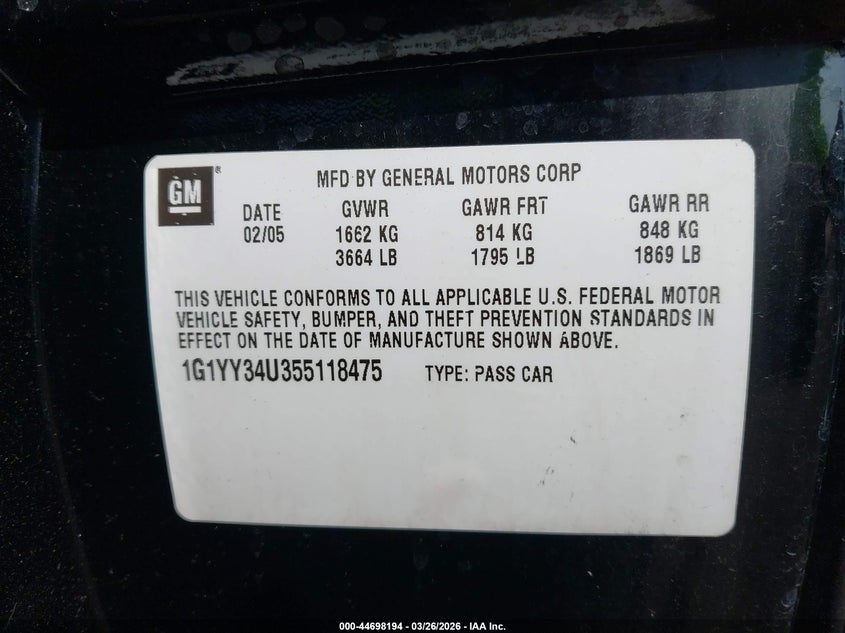 GM®
MFD BY GENERAL MOTORS CORP
DATE GVWR GAWR FRT GAWR RR
02/05 1662 KG 814 KG 848 KG
3664 LB 1795 LB 1869 LB
THIS VEHICLE CONFORMS TO ALL APPLICABLE U.S. FEDERAL MOTOR
VEHICLE SAFETY, BUMPER, AND THEFT PREVENTION STANDARDS IN
EFFECT ON THE DATE OF MANUFACTURE SHOWN ABOVE.
1G1YY34U355118475 TYPE: PASS CAR
000-44698194 - 03/26/2026 - IAA Inc.